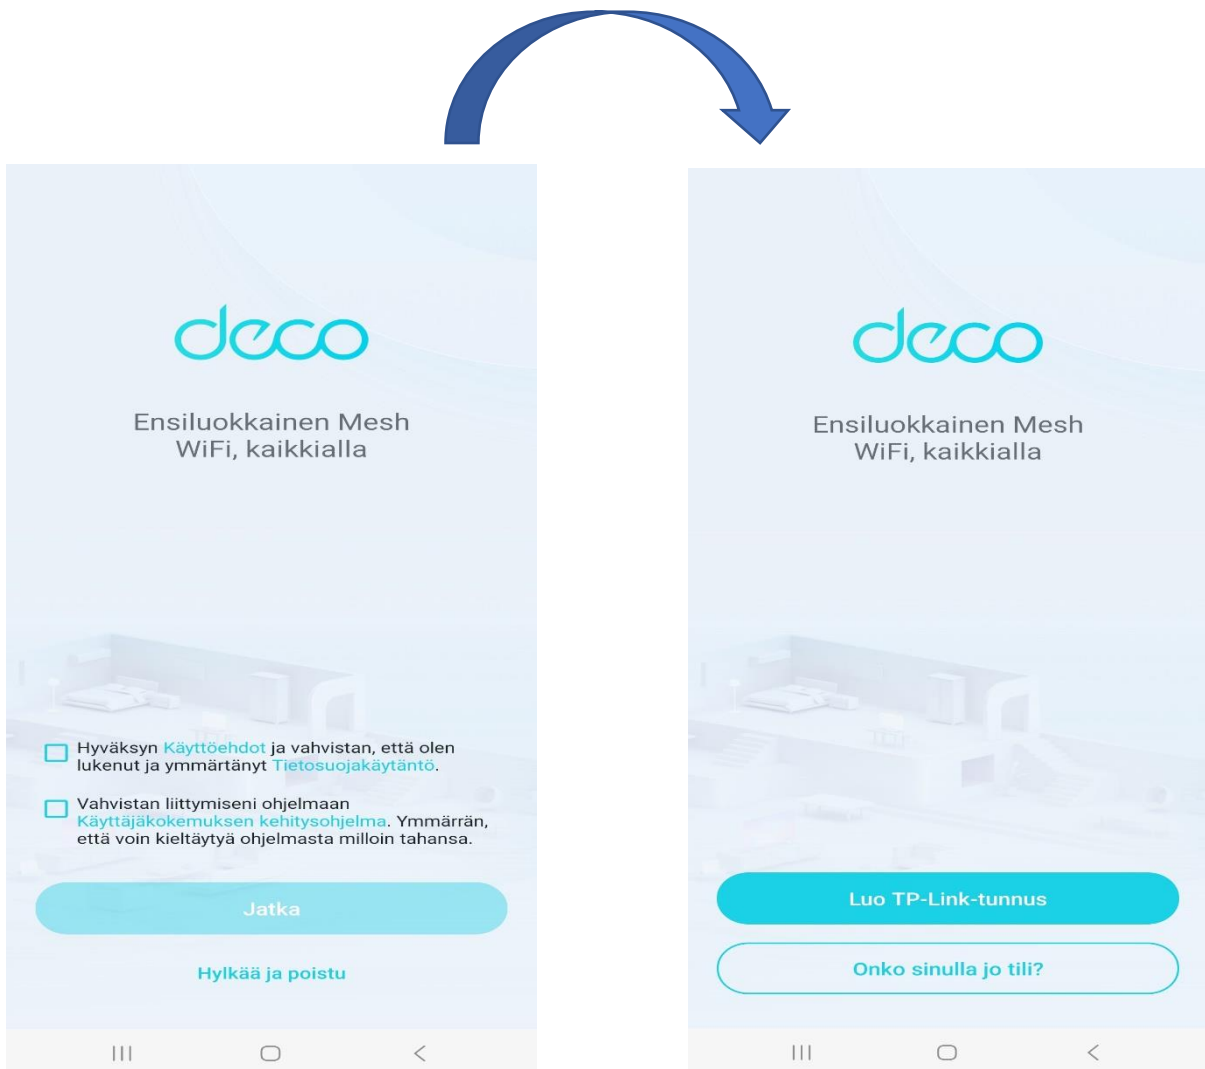 deco
Ensiluokkainen Mesh
WiFi, kaikkialla
Hyväksyn Käyttöehdot ja vahvistan, että olen
lukenut ja ymmärtänyt Tietosuojakäytäntö.
Vahvistan liittymiseni ohjelmaan
Käyttäjäkokemuksen kehitysohjelma. Ymmärrän,
että voin kieltäytyä ohjelmasta milloin tahansa.
Jatka
Hylkää ja poistu
deco
Ensiluokkainen Mesh
WiFi, kaikkialla
Luo TP-Link-tunnus
Onko sinulla jo tili?